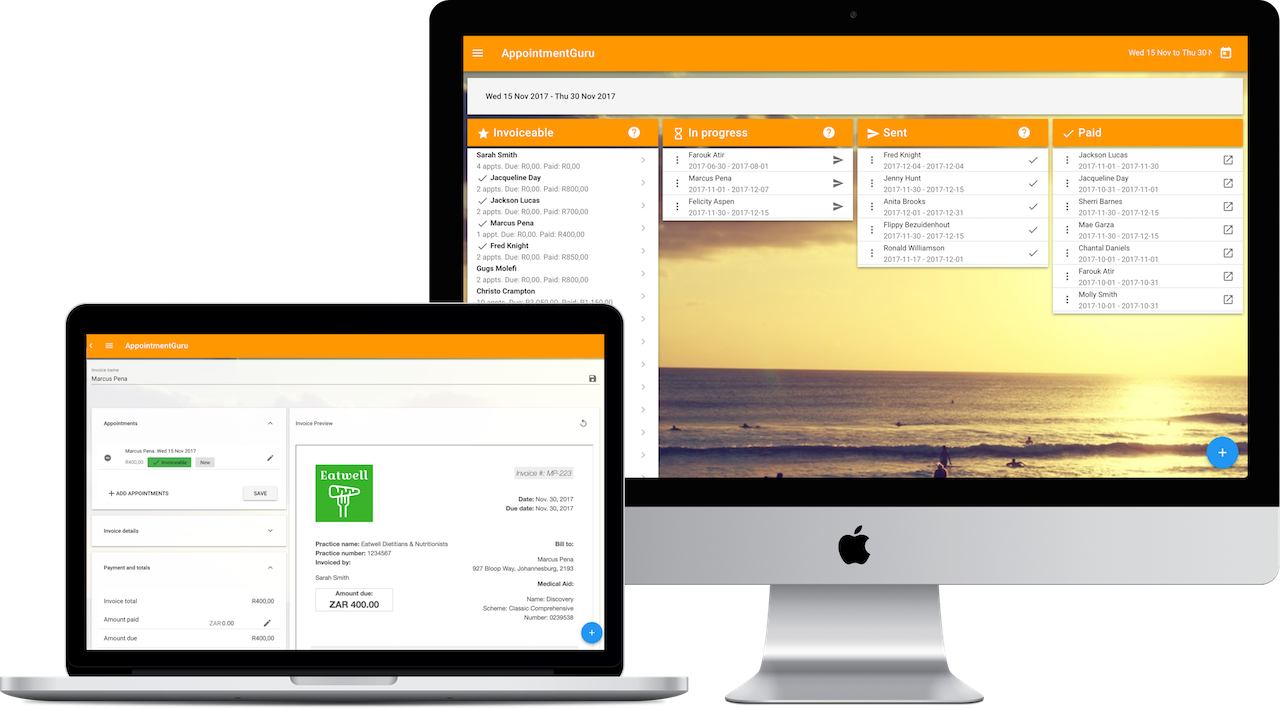 AppointmentGuru
Wed 15 Nov to Thu 30 N
Wed 15 Nov 2017 - Thu 30 Nov 2017
Invoiceable
Sarah Smith
4 appts. Due: R0,00. Paid: R0,00
Jacqueline Day
2 appts. Due: R0,00. Paid: R800,00
Jackson Lucas
2 appts. Due: R0,00. Paid: R700,00
Marcus Pena
1 appt. Due: R0,00. Paid: R400,00
Fred Knight
2 appts. Due: R0,00. Paid: R850,00
Gugs Molefi
2 appts. Due: R0,00. Paid: R800,00
Christo Crampton
10 appts. Due: R3 050,00. Paid: R1 150,00
In progress
Farouk Atir
2017-06-30 - 2017-08-01
Marcus Pena
2017-11-01 - 2017-12-07
Felicity Aspen
2017-11-30 - 2017-12-15
Sent
Fred Knight
2017-12-04 - 2017-12-04
Jenny Hunt
2017-11-30 - 2017-12-15
Anita Brooks
2017-12-01 - 2017-12-31
Flippy Bezuidenhout
2017-11-30 - 2017-12-15
Ronald Williamson
2017-11-17 - 2017-12-01
Paid
Jackson Lucas
2017-11-01 - 2017-11-30
Jacqueline Day
2017-10-31 - 2017-11-01
Sherri Barnes
2017-11-30 - 2017-12-15
Mae Garza
2017-11-30 - 2017-12-15
Chantal Daniels
2017-10-01 - 2017-11-01
Farouk Atir
2017-10-01 - 2017-10-31
Molly Smith
2017-10-01 - 2017-10-31
AppointmentGuru
Invoice name
Marcus Pena
Appointments
Marcus Pena. Wed 15 Nov 2017
R400,00. Invoiceable New
+ ADD APPOINTMENTS
SAVE
Invoice details
Payment and totals
Invoice total R400,00
Amount paid ZAR 0.00
Amount due R400,00
Invoice Preview
Eatwell
Invoice #: MP-223
Date: Nov. 30, 2017
Due date: Nov. 30, 2017
Practice name: Eatwell Dietitians & Nutritionists
Practice number: 1234567
Invoiced by:
Sarah Smith
Amount due:
ZAR 400.00
Bill to:
Marcus Pena
927 Bloop Way, Johannesburg, 2193
Medical Aid:
Name: Discovery
Scheme: Classic Comprehensive
Number: 0239538